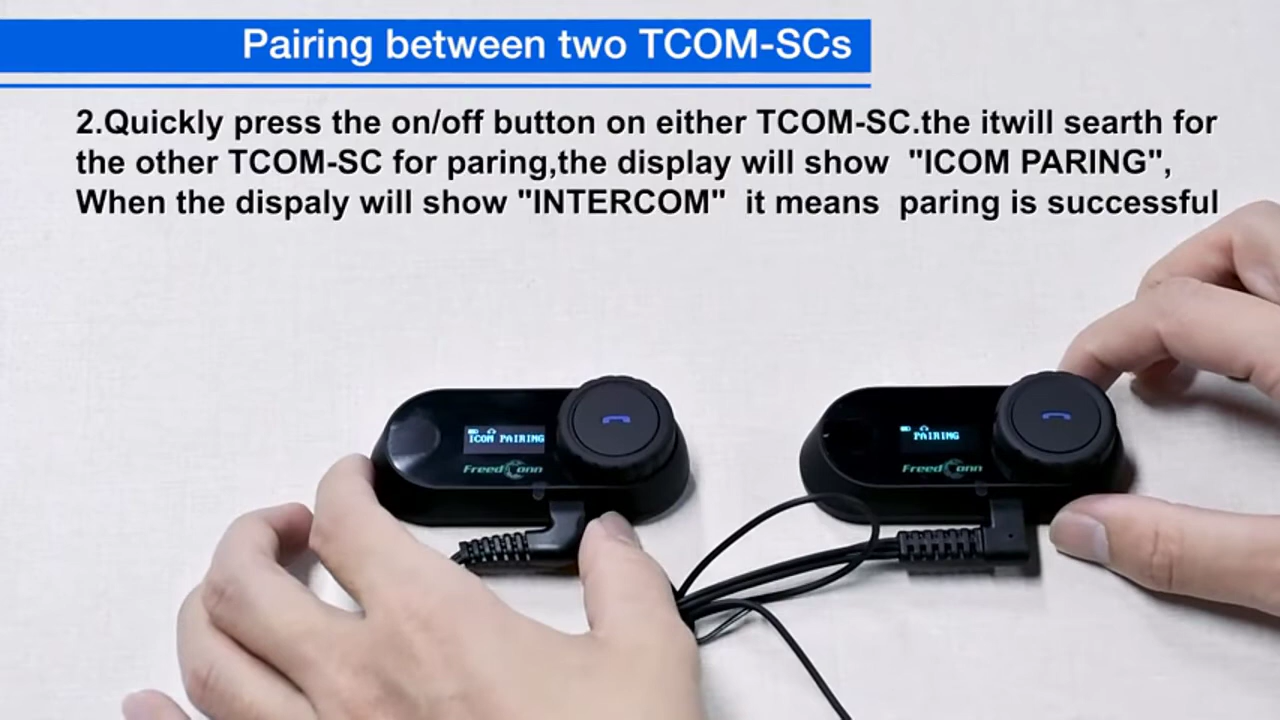 Pairing between two TCOM-SCs
2.Quickly press the on/off button on either TCOM-SC.the itwill searth for
the other TCOM-SC for paring,the display will show "ICOM PARING",
When the dispaly will show "INTERCOM" it means paring is successful
ICOM PAIRING
FreedConn
PAIRING
FreedConn